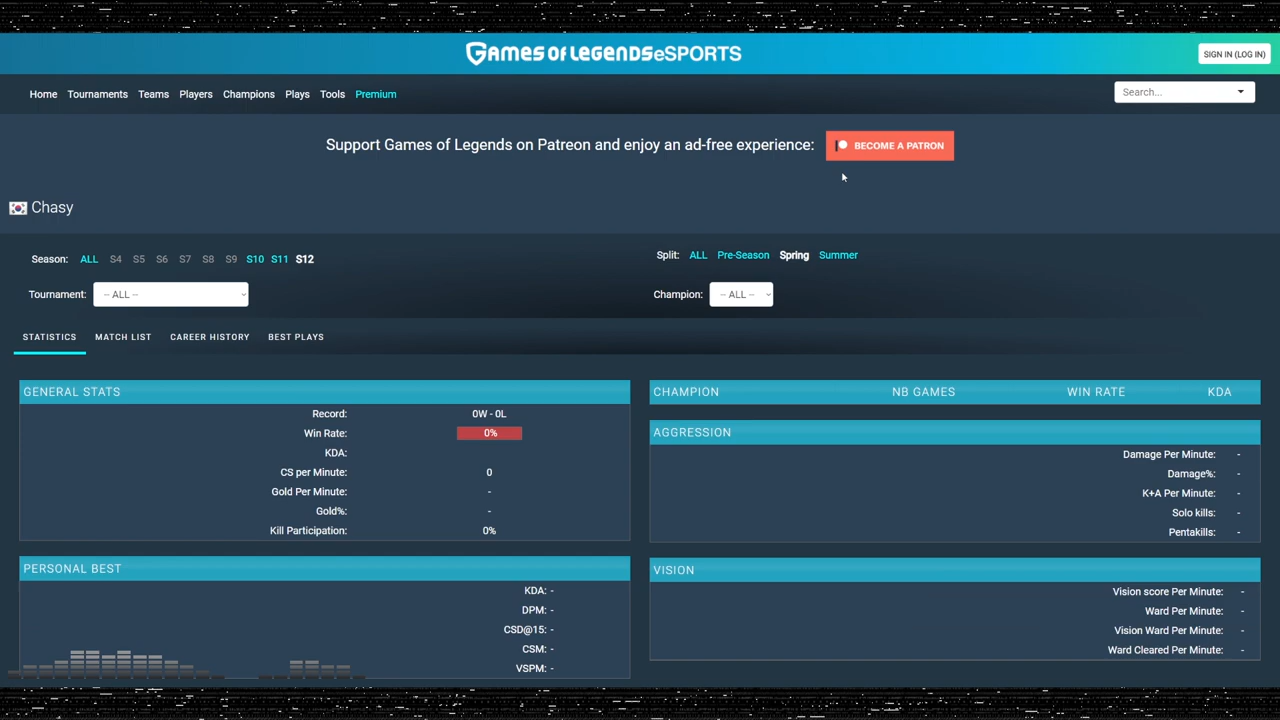 GAMES OF LEGENDS eSPORTS
SIGN IN (LOG IN)
Home Tournaments Teams Players Champions Plays Tools Premium
Search...
Support Games of Legends on Patreon and enjoy an ad-free experience: BECOME A PATRON
Chasy
Season: ALL S4 S5 S6 S7 S8 S9 S10 S11 S12
Split: ALL Pre-Season Spring Summer
Tournament: -- ALL --
Champion: -- ALL --
STATISTICS MATCH LIST CAREER HISTORY BEST PLAYS
GENERAL STATS
Record: 0W - 0L
Win Rate: 0%
KDA:
CS per Minute: 0
Gold Per Minute: -
Gold%: -
Kill Participation: 0%
PERSONAL BEST
KDA: -
DPM: -
CSD@15: -
CSM: -
VSPM: -
CHAMPION NB GAMES WIN RATE KDA
AGGRESSION
Damage Per Minute: -
Damage%: -
K+A Per Minute: -
Solo kills: -
Pentakills: -
VISION
Vision score Per Minute: -
Ward Per Minute: -
Vision Ward Per Minute: -
Ward Cleared Per Minute: -